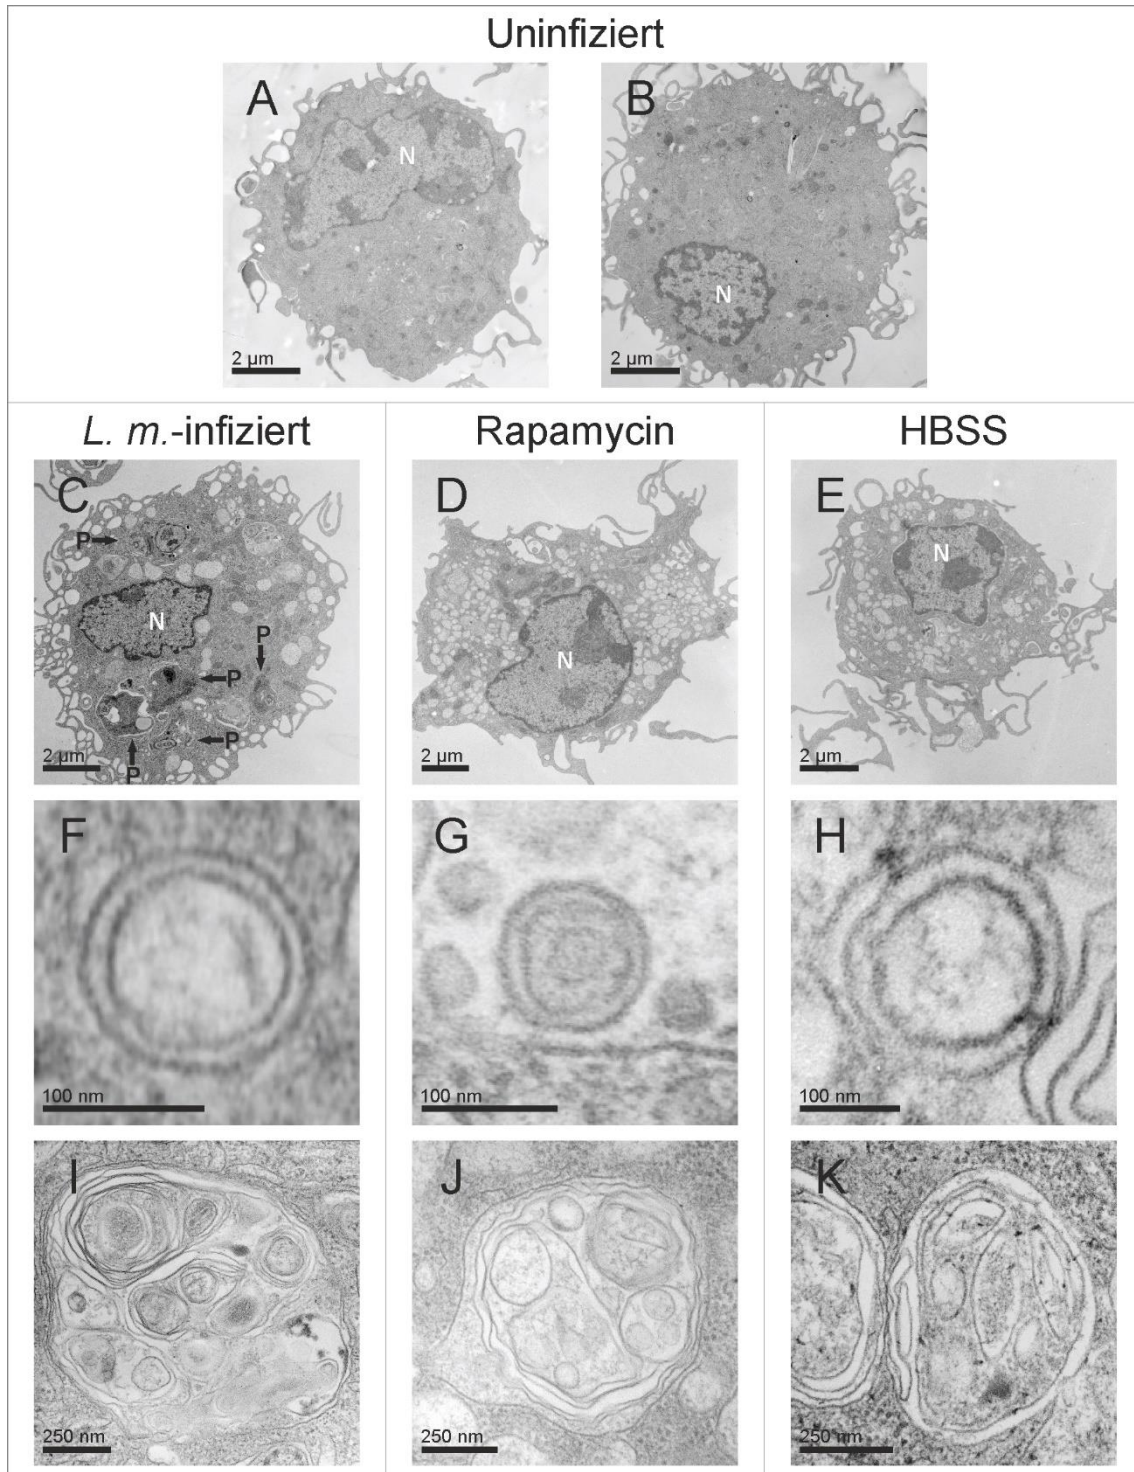 Uninfiziert
A
N
2 µm
B
N
2 µm
L. m.-infiziert
Rapamycin
HBSS
C
P
N
P
P
P
P
2 µm
D
N
2 µm
E
N
2 µm
F
100 nm
G
100 nm
H
100 nm
I
250 nm
J
250 nm
K
250 nm